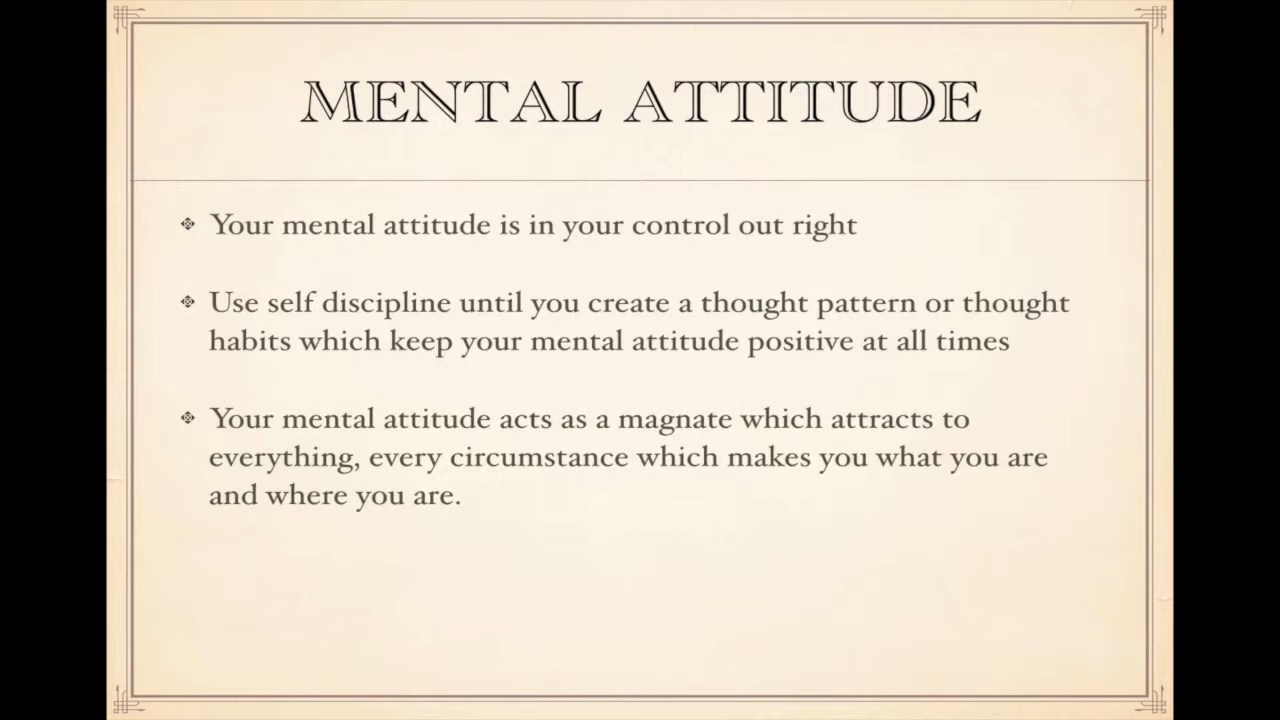 MENTAL ATTITUDE
Your mental attitude is in your control out right
Use self discipline until you create a thought pattern or thought
habits which keep your mental attitude positive at all times
Your mental attitude acts as a magnate which attracts to
everything, every circumstance which makes you what you are
and where you are.